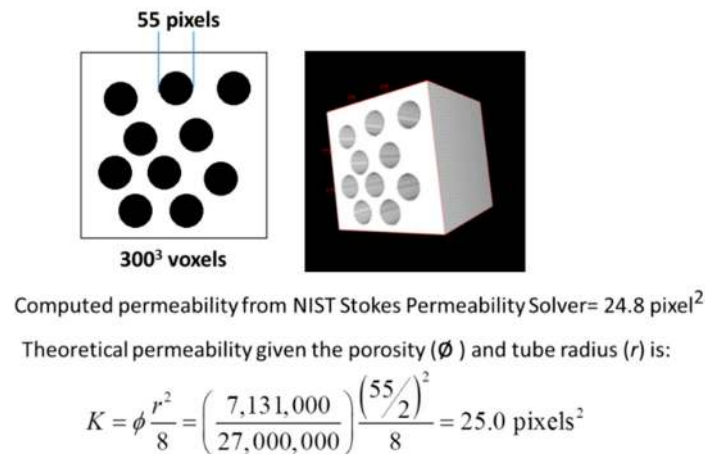 55 pixels
300³ voxels
Computed permeability from NIST Stokes Permeability Solver= 24.8 pixel²
Theoretical permeability given the porosity (Ø ) and tube radius (r) is:
K = ϕ r²/8 = (7,131,000/27,000,000) (55/2)²/8 = 25.0 pixels²